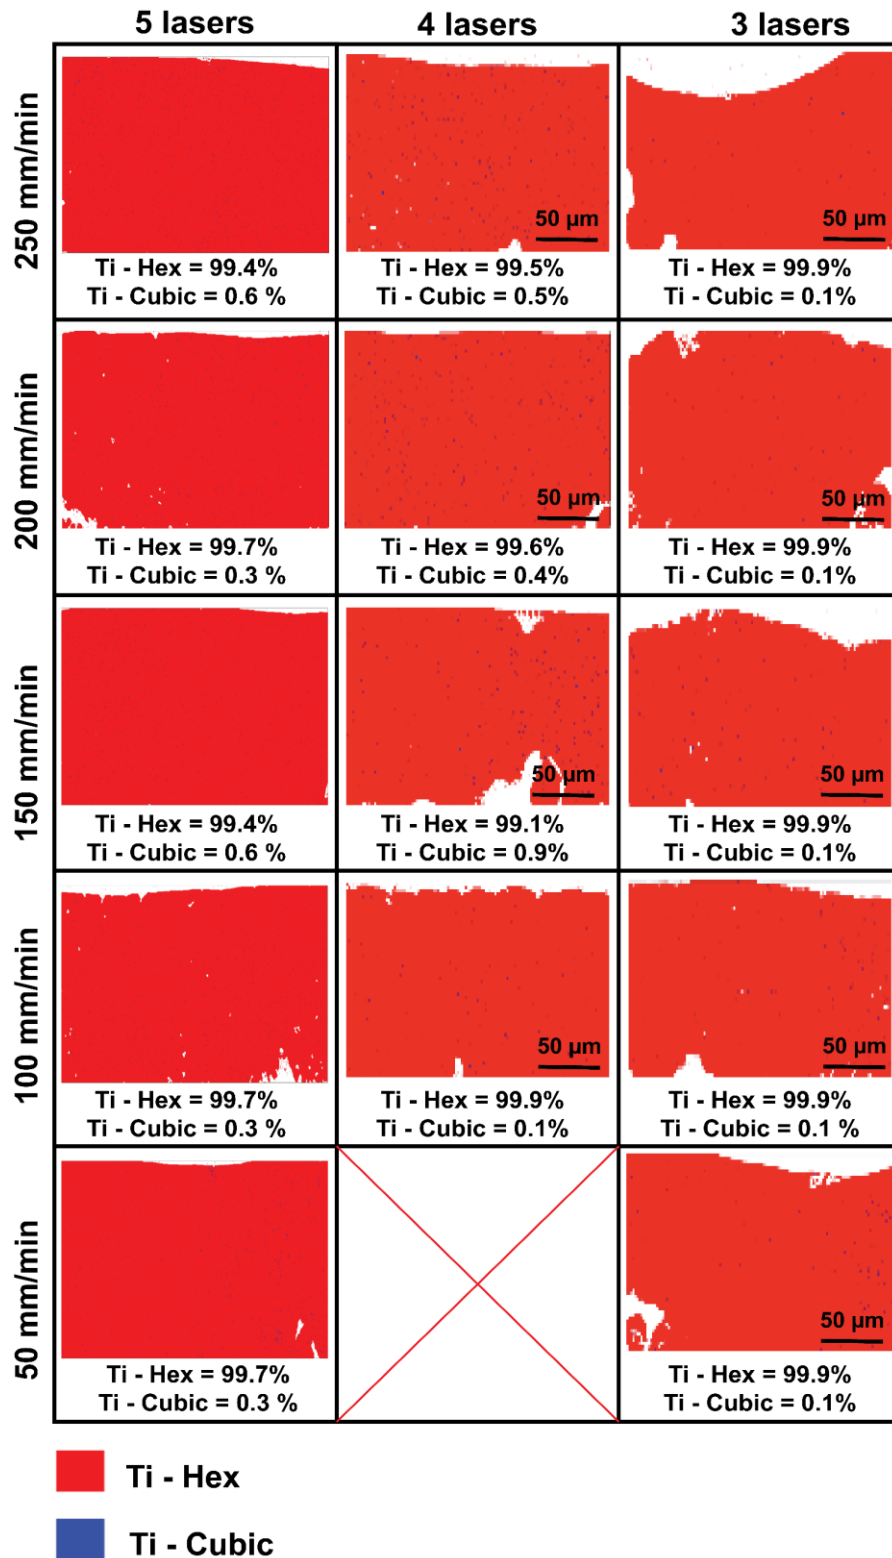 5 lasers 4 lasers 3 lasers
250 mm/min
50 µm 50 µm
Ti - Hex = 99.4% Ti - Hex = 99.5% Ti - Hex = 99.9%
Ti - Cubic = 0.6 % Ti - Cubic = 0.5% Ti - Cubic = 0.1%
200 mm/min
50 µm 50 µm
Ti - Hex = 99.7% Ti - Hex = 99.6% Ti - Hex = 99.9%
Ti - Cubic = 0.3 % Ti - Cubic = 0.4% Ti - Cubic = 0.1%
150 mm/min
50 µm 50 µm
Ti - Hex = 99.4% Ti - Hex = 99.1% Ti - Hex = 99.9%
Ti - Cubic = 0.6 % Ti - Cubic = 0.9% Ti - Cubic = 0.1%
100 mm/min
50 µm 50 µm
Ti - Hex = 99.7% Ti - Hex = 99.9% Ti - Hex = 99.9%
Ti - Cubic = 0.3 % Ti - Cubic = 0.1% Ti - Cubic = 0.1 %
50 mm/min
50 µm
Ti - Hex = 99.7% Ti - Hex = 99.9%
Ti - Cubic = 0.3 % Ti - Cubic = 0.1%
Ti - Hex
Ti - Cubic